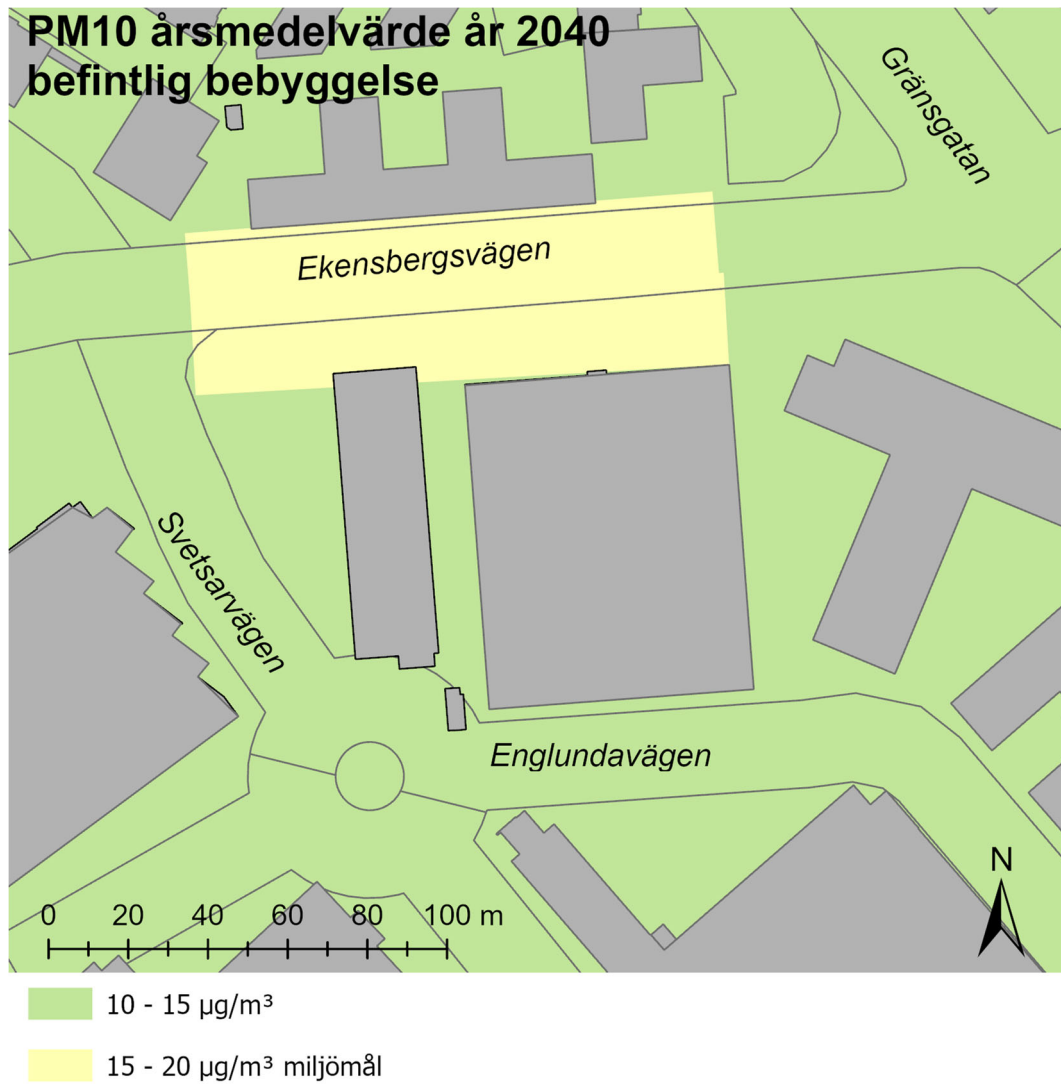 PM10 årsmedelvärde år 2040
befintlig bebyggelse
Gränsgatan
Ekensbergsvägen
Svetsarvägen
Englundavägen
N
0 20 40 60 80 100 m
10 - 15 µg/m³
15 - 20 µg/m³ miljömål